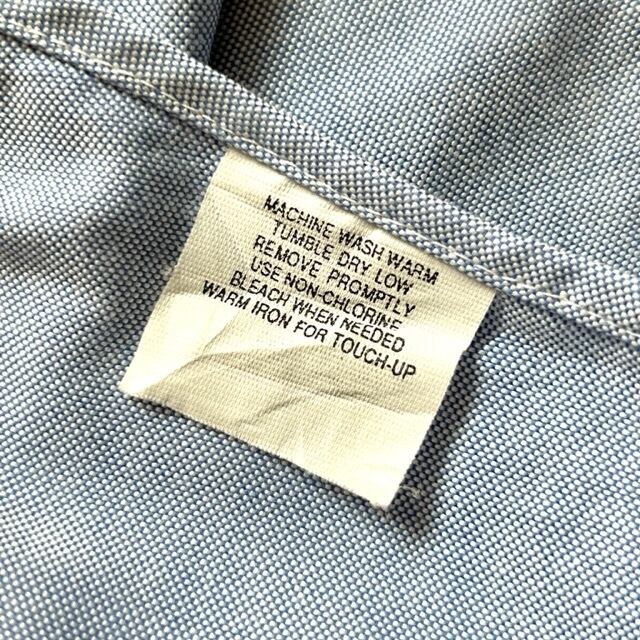 MACHINE WASH WARM
TUMBLE DRY LOW
REMOVE PROMPTLY
USE NON-CHLORINE
BLEACH WHEN NEEDED
WARM IRON FOR TOUCH-UP